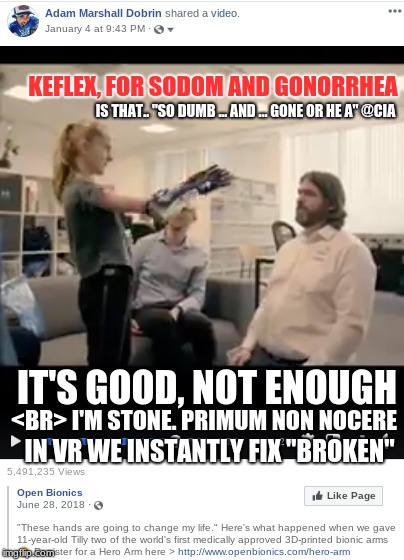 Adam Marshall Dobrin shared a video.
January 4 at 9:43 PM ·
KEFLEX, FOR SODOM AND GONORRHEA
IS THAT.. "SO DUMB ... AND ... GONE OR HE A" @CIA
IT'S GOOD, NOT ENOUGH
<BR> I'M STONE. PRIMUM NON NOCERE
IN VR WE INSTANTLY FIX "BROKEN"
5,491,235 Views
Open Bionics
June 28, 2018 ·
Like Page
"These hands are going to change my life." Here's what happened when we gave
11-year-old Tilly two of the world's first medically approved 3D-printed bionic arms
for a Hero Arm here > http://www.openbionics.com/hero-arm
imgflip.com